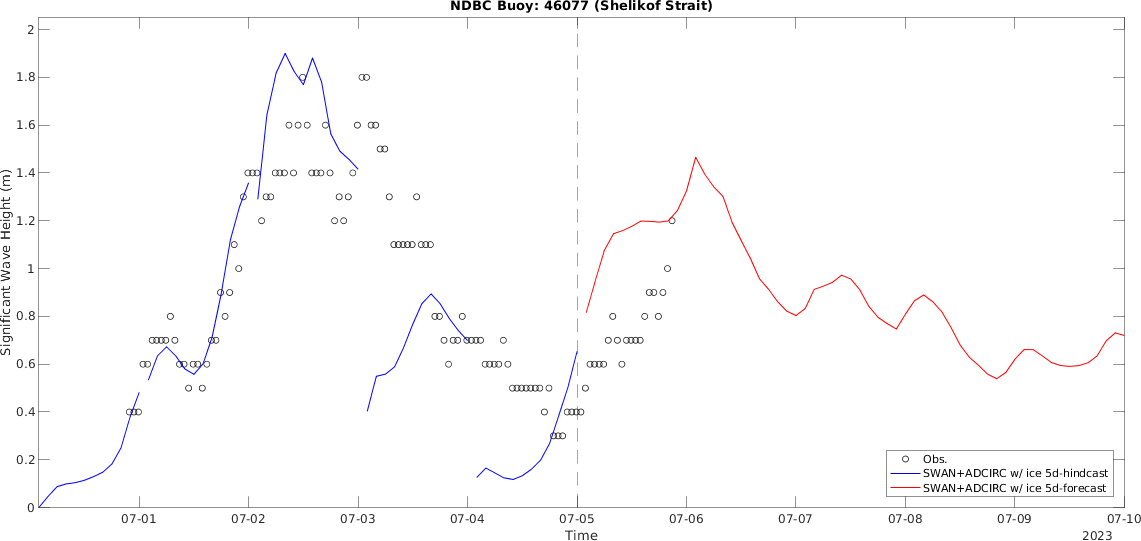 NDBC Buoy: 46077 (Shelikof Strait)
Significant Wave Height (m)
2
1.8
1.6
1.4
1.2
1
0.8
0.6
0.4
0.2
0
Obs.
SWAN+ADCIRC w/ ice 5d-hindcast
SWAN+ADCIRC w/ ice 5d-forecast
07-01 07-02 07-03 07-04 07-05 07-06 07-07 07-08 07-09 07-10
Time
2023